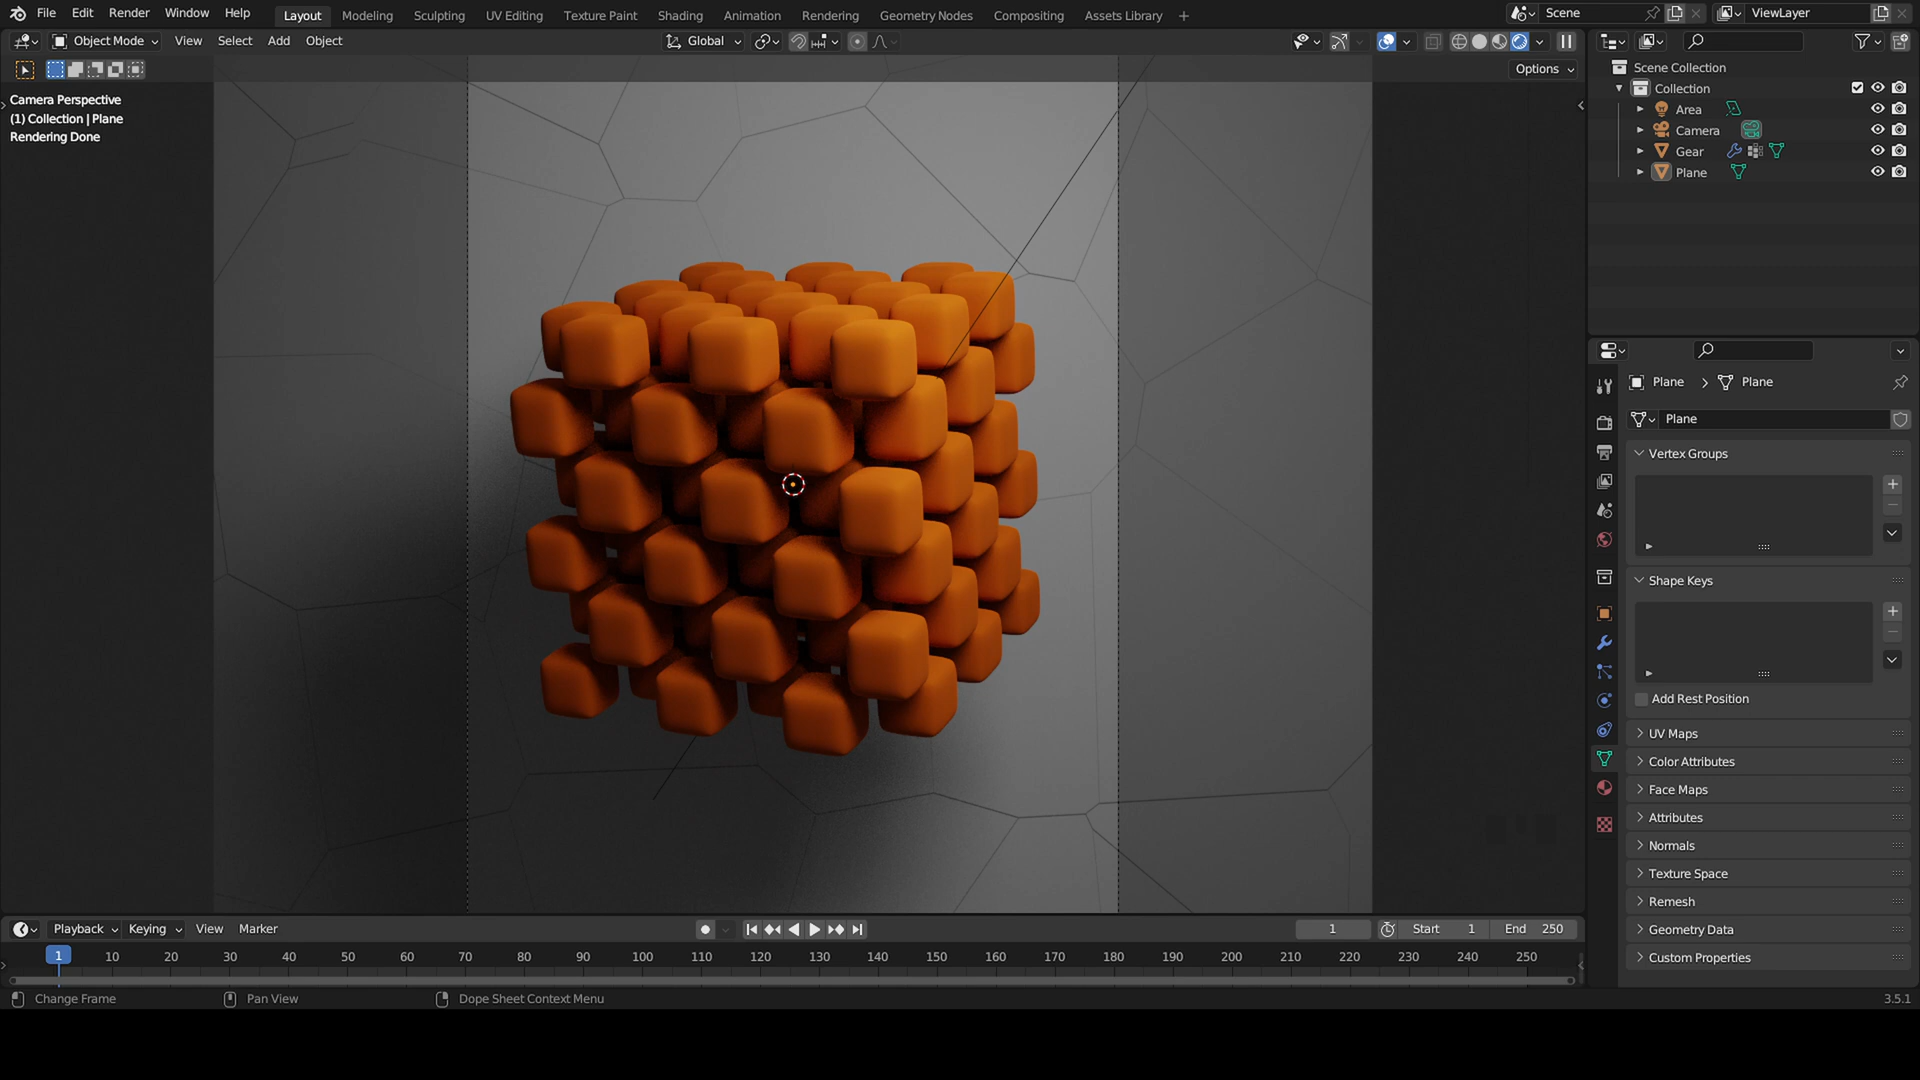 File Edit Render Window Help Layout Modeling Sculpting UV Editing Texture Paint Shading Animation Rendering Geometry Nodes Compositing Assets Library + Scene ViewLayer
Object Mode View Select Add Object Global
Options
Camera Perspective
(1) Collection | Plane
Rendering Done
Scene Collection
Collection
Area
Camera
Gear
Plane
Plane Plane
Plane
Vertex Groups
Shape Keys
Add Rest Position
UV Maps
Color Attributes
Face Maps
Attributes
Normals
Texture Space
Remesh
Geometry Data
Custom Properties
Playback Keying View Marker 1 Start 1 End 250
1 10 20 30 40 50 60 70 80 90 100 110 120 130 140 150 160 170 180 190 200 210 220 230 240 250
Change Frame Pan View Dope Sheet Context Menu 3.5.1